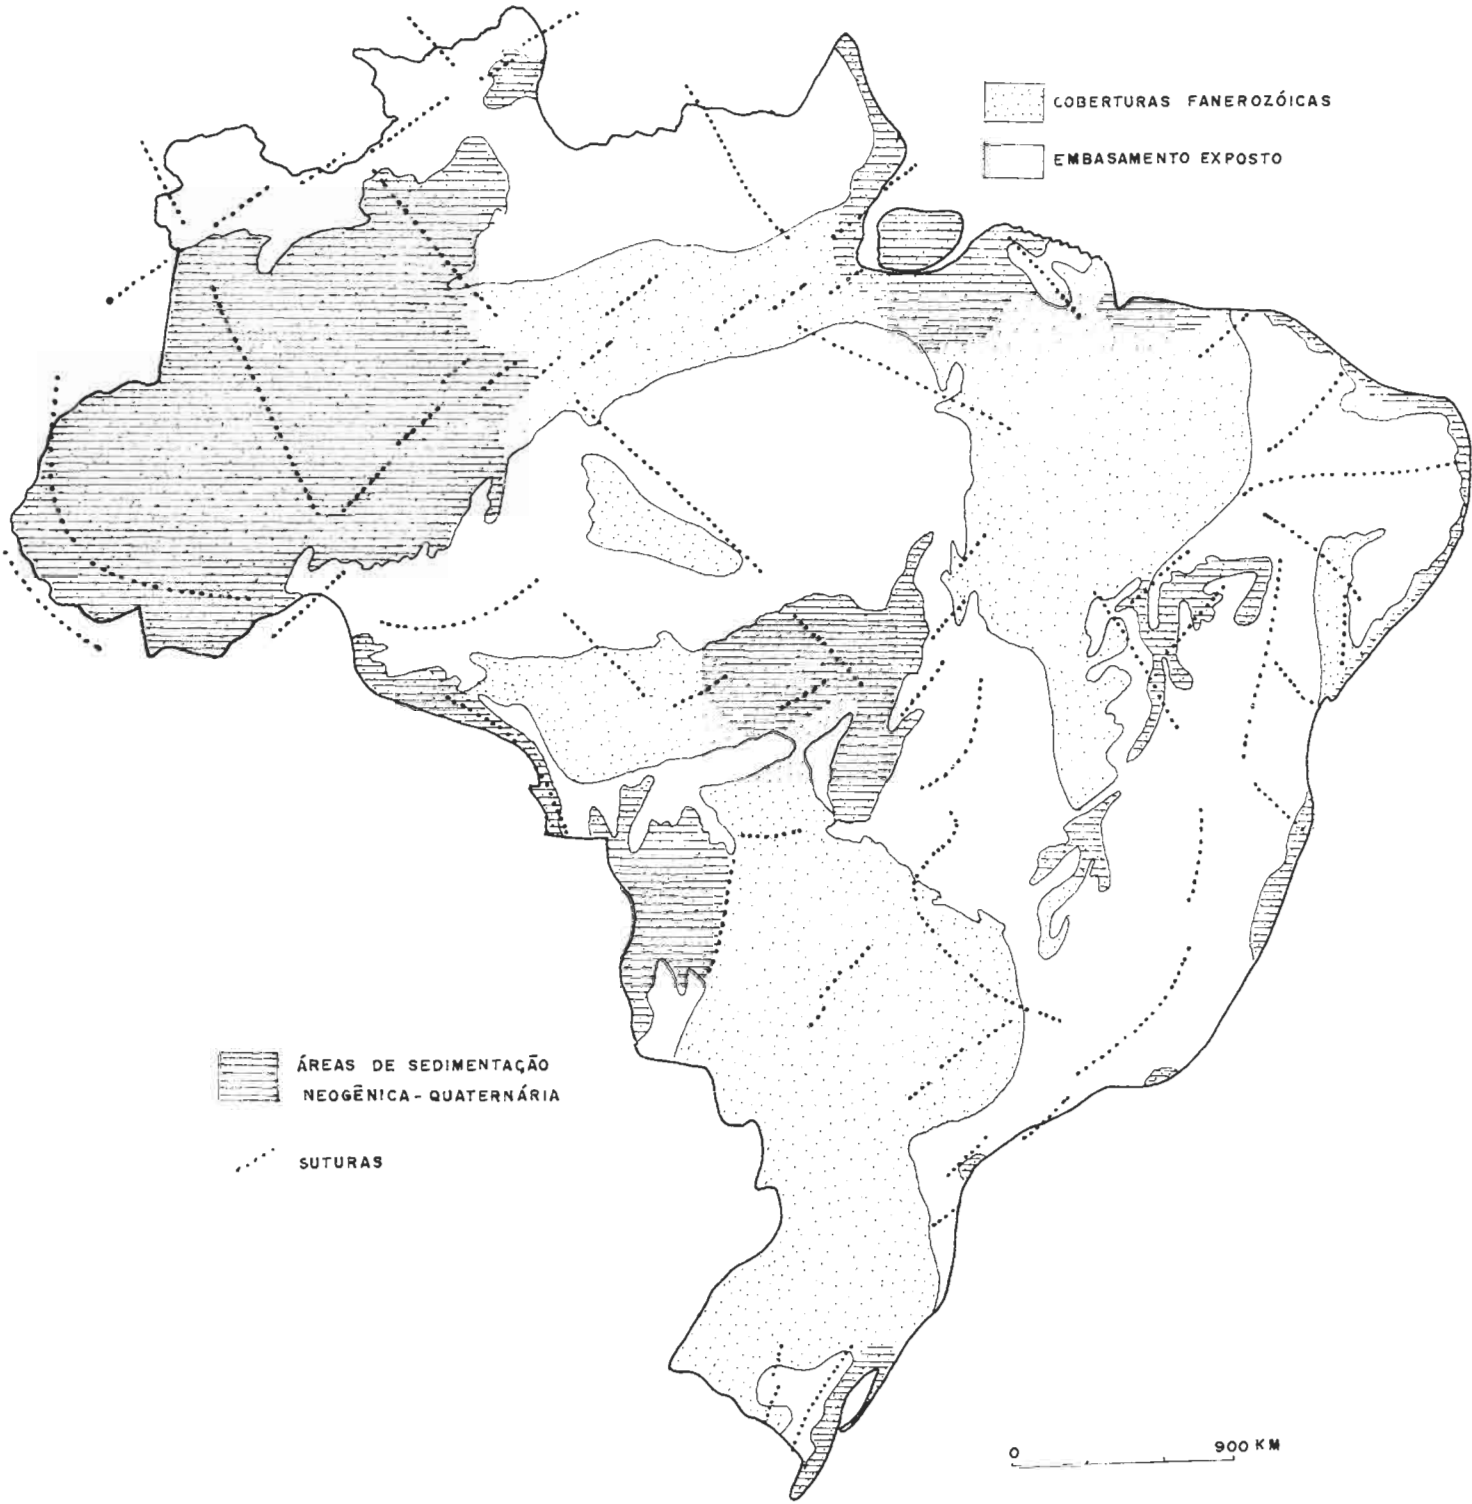 COBERTURAS FANEROZÓICAS
EMBASAMENTO EXPOSTO
ÁREAS DE SEDIMENTAÇÃO
NEOGÊNICA-QUATERNÁRIA
SUTURAS
0 900 KM